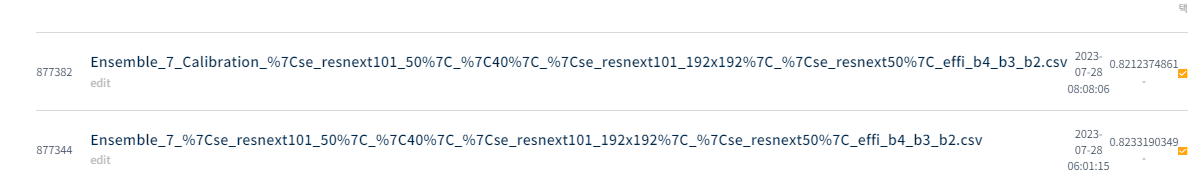 택
877382
Ensemble_7_Calibration_%7Cse_resnext101_50%7C_%7C40%7C_%7Cse_resnext101_192x192%7C_%7Cse_resnext50%7C_effi_b4_b3_b2.csv
edit
2023-
07-28
08:08:06
0.8212374861
-
877344
Ensemble_7_%7Cse_resnext101_50%7C_%7C40%7C_%7Cse_resnext101_192x192%7C_%7Cse_resnext50%7C_effi_b4_b3_b2.csv
edit
2023-
07-28
06:01:15
0.8233190349
-